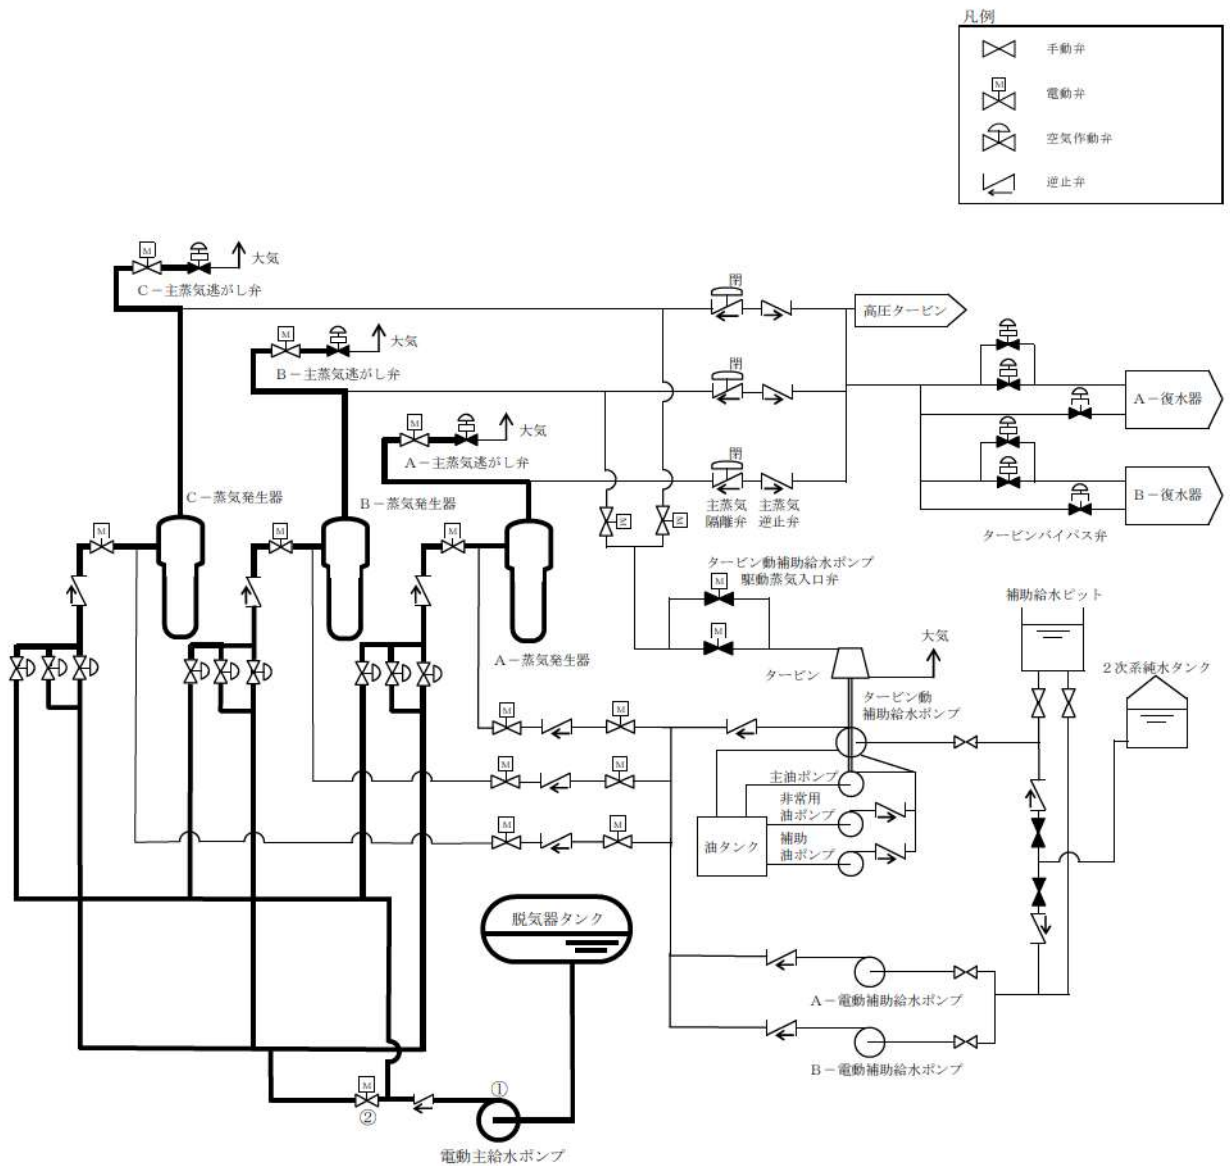 凡例
M
手動弁
電動弁
空気作動弁
逆止弁
M
大気
C-主蒸気逃がし弁
閉
高圧タービン
M
大気
B-主蒸気逃がし弁
閉
A-復水器
M
大気
A-主蒸気逃がし弁
閉
主蒸気
隔離弁
主蒸気
逆止弁
B-復水器
タービンバイパス弁
C-蒸気発生器
B-蒸気発生器
A-蒸気発生器
M
M
M
M
M
タービン動補助給水ポンプ
駆動蒸気入口弁
M
M
補助給水ピット
大気
2次系純水タンク
タービン
タービン動
補助給水ポンプ
M
M
M
M
M
M
主油ポンプ
非常用
油ポンプ
補助
油ポンプ
油タンク
脱気器タンク
A-電動補助給水ポンプ
B-電動補助給水ポンプ
M
②
①
電動主給水ポンプ